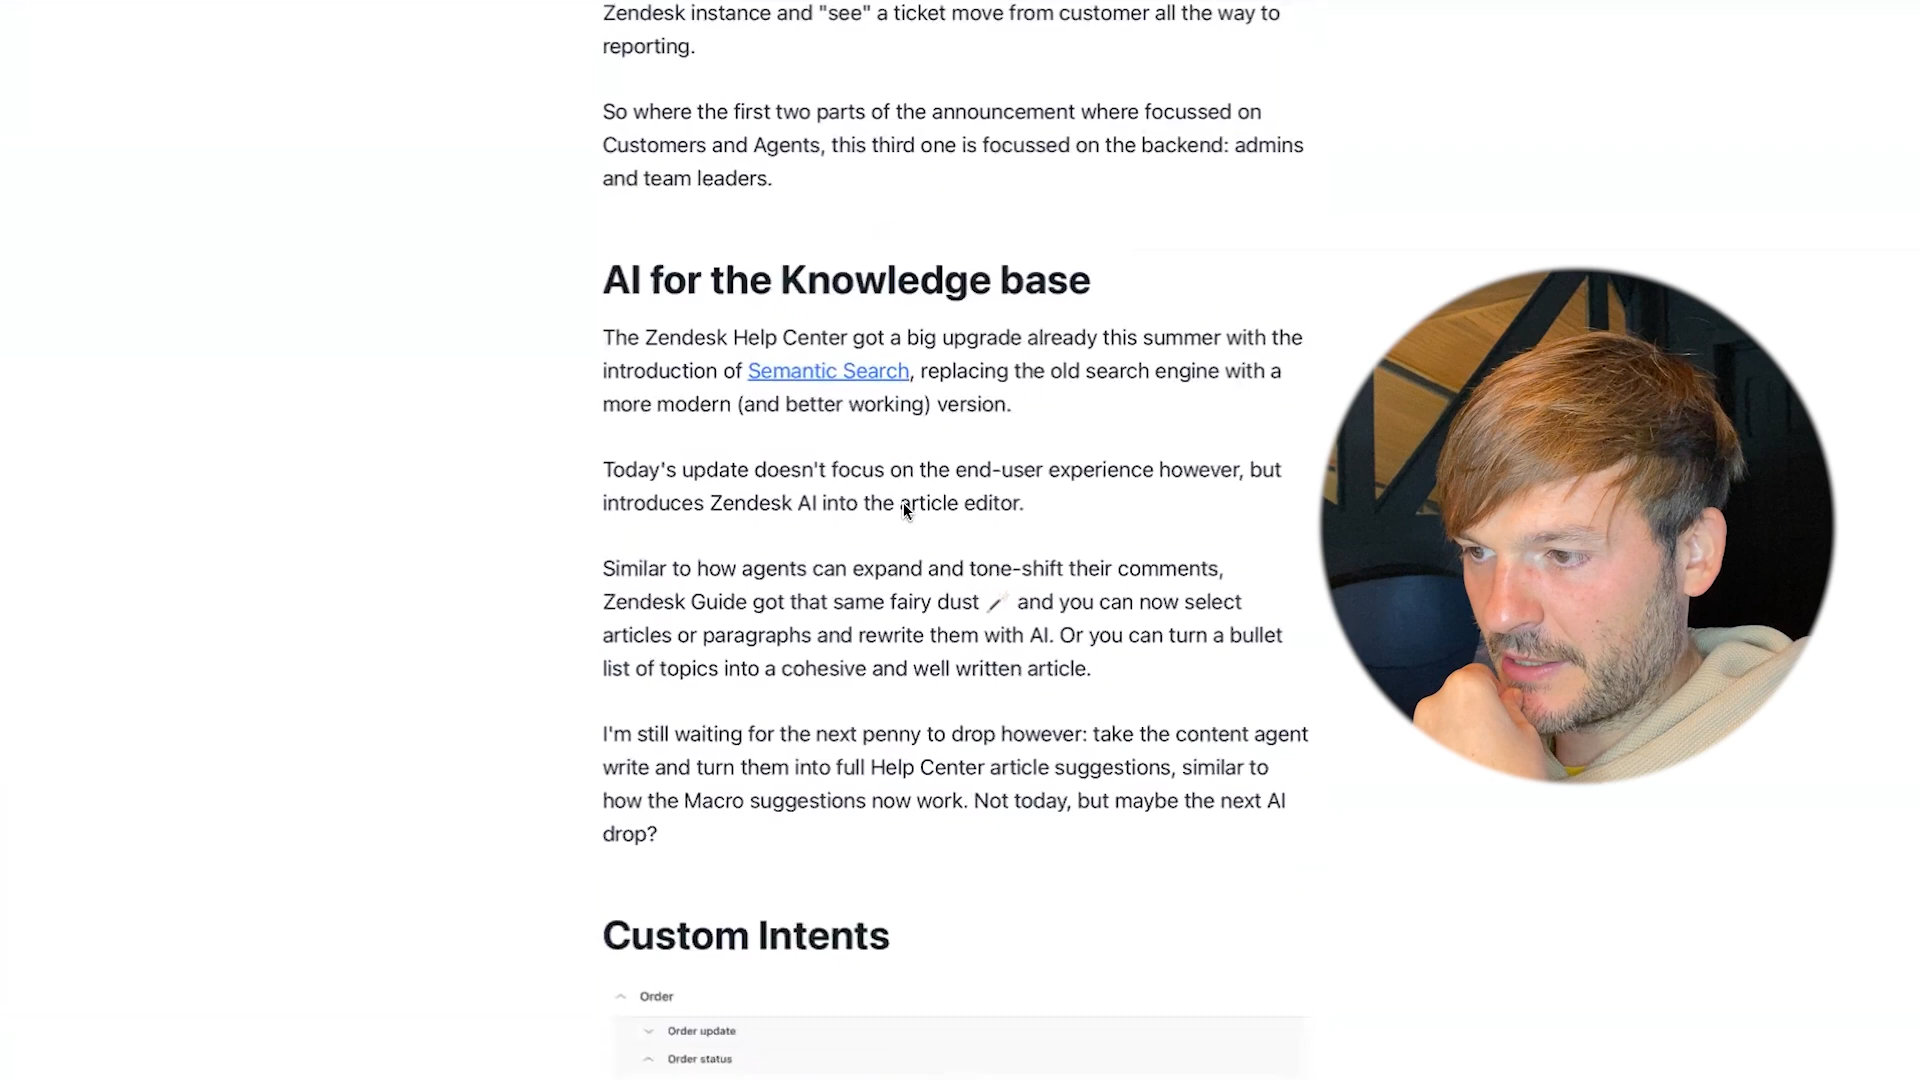 Zendesk instance and "see" a ticket move from customer all the way to
reporting.
So where the first two parts of the announcement where focussed on
Customers and Agents, this third one is focussed on the backend: admins
and team leaders.
AI for the Knowledge base
The Zendesk Help Center got a big upgrade already this summer with the
introduction of Semantic Search, replacing the old search engine with a
more modern (and better working) version.
Today's update doesn't focus on the end-user experience however, but
introduces Zendesk AI into the article editor.
Similar to how agents can expand and tone-shift their comments,
Zendesk Guide got that same fairy dust 🪄 and you can now select
articles or paragraphs and rewrite them with AI. Or you can turn a bullet
list of topics into a cohesive and well written article.
I'm still waiting for the next penny to drop however: take the content agent
write and turn them into full Help Center article suggestions, similar to
how the Macro suggestions now work. Not today, but maybe the next AI
drop?
Custom Intents
Order
Order update
Order status